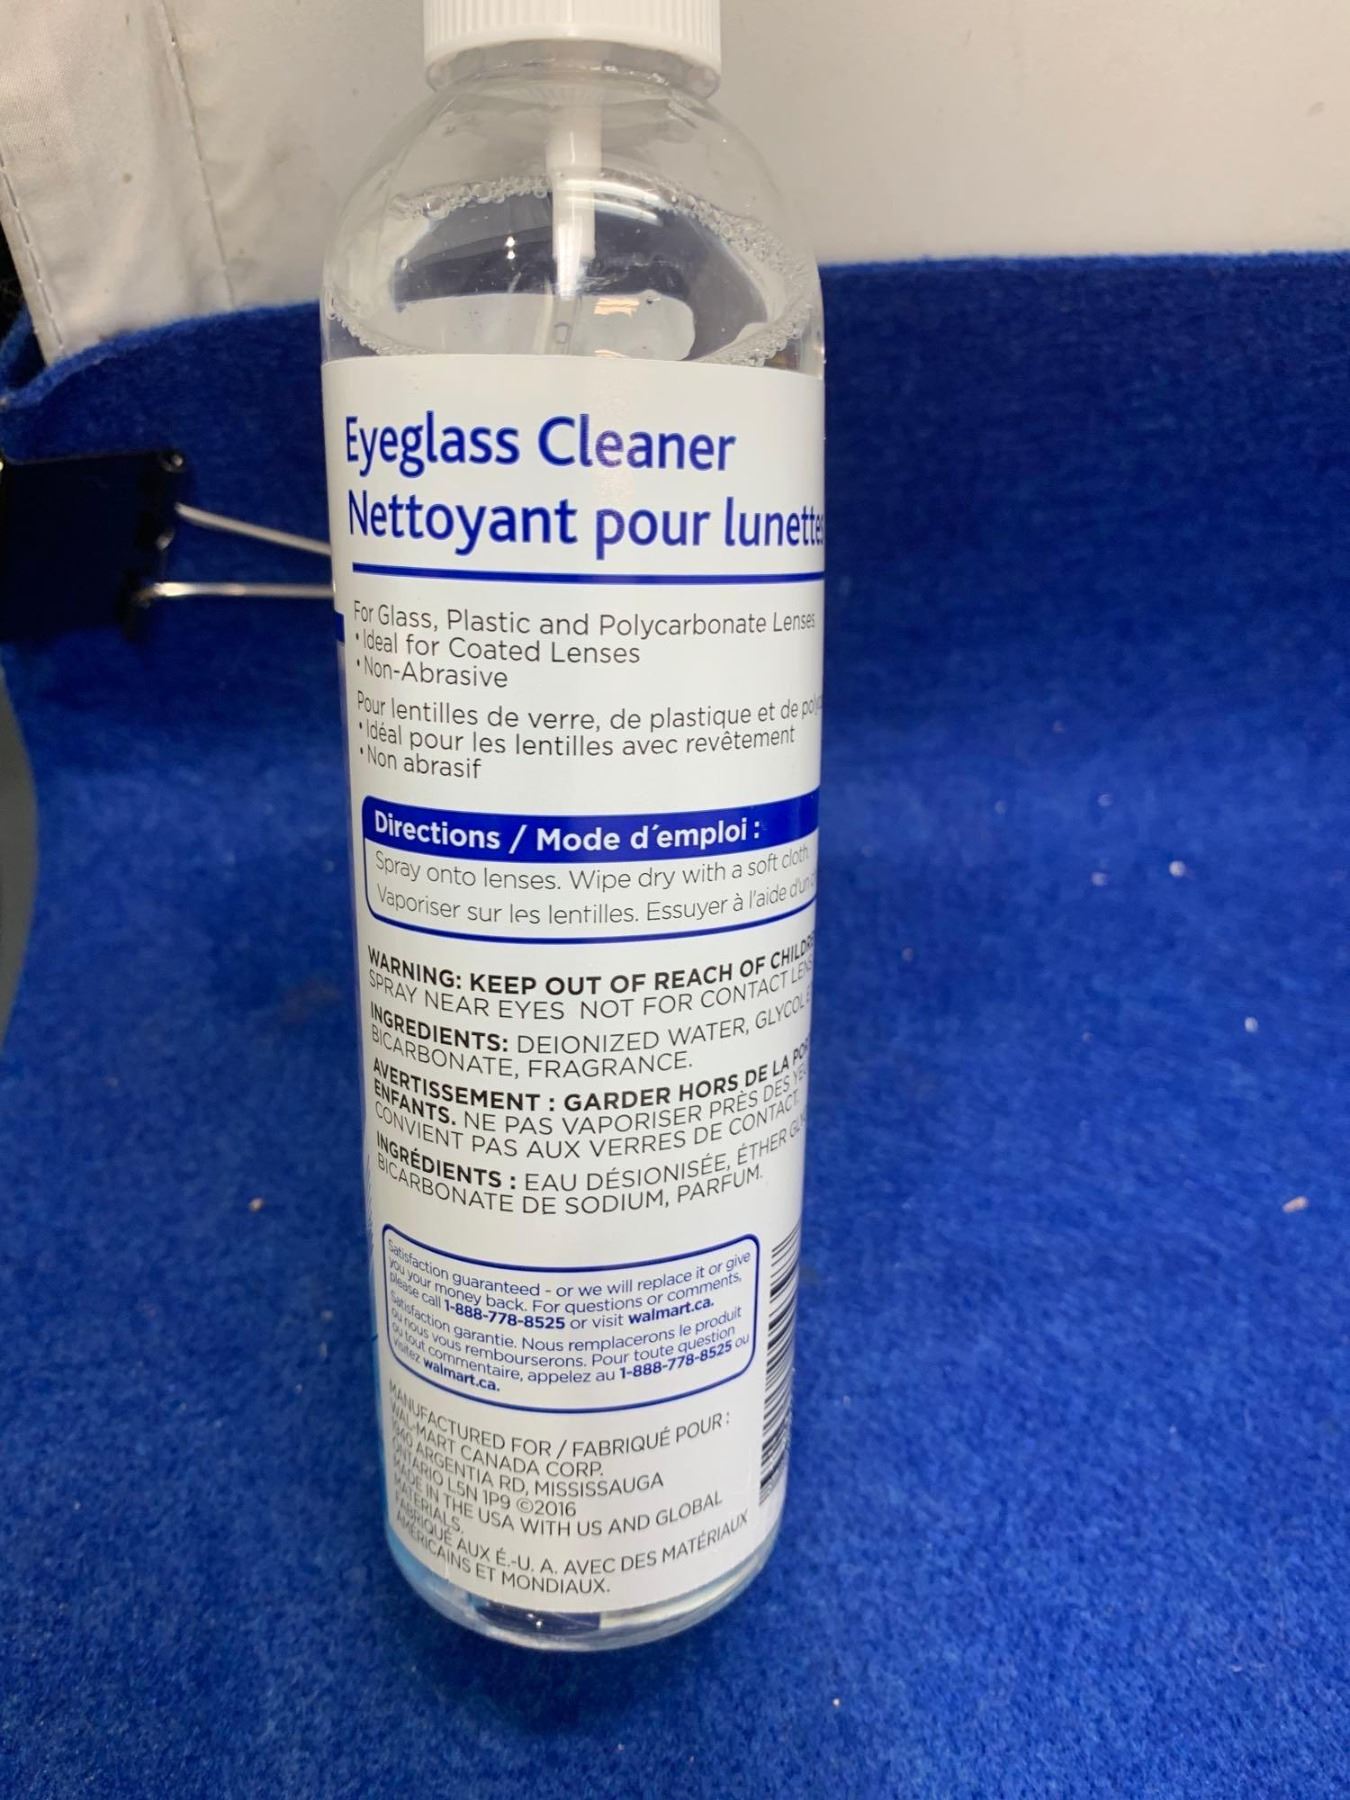 Eyeglass Cleaner
Nettoyant pour
For Glass, Plastic and Polycarbonate Lenses
• Ideal for Coated Lenses
• Non-Abrasive
Pour lentilles de verre, de plastique et de
• Idéal pour les lentilles avec revêtement
• Non abrasif
Directions / Mode d´emploi :
Spray onto lenses. Wipe dry with a soft cloth.
Vaporiser sur les lentilles. Essuyer à l'aide
WARNING: KEEP OUT OF REACH OF
SPRAY NEAR EYES NOT FOR CONTACT
INGREDIENTS: DEIONIZED WATER,
BICARBONATE, FRAGRANCE.
AVERTISSEMENT : GARDER HORS DE LA
ENFANTS. NE PAS VAPORISER PRÈS DES
CONVIENT PAS AUX VERRES DE CONTACT.
INGRÉDIENTS : EAU DÉSIONISÉE, ÉTHER
BICARBONATE DE SODIUM, PARFUM.
Satisfaction guaranteed - or we will replace it or give
you your money back. For questions or comments,
please call 1-888-778-8525 or visit walmart.ca.
Satisfaction garantie. Nous remplacerons le produit
ou nous vous rembourserons. Pour toute question
ou tout commentaire, appelez au 1-888-778-8525 ou
visitez walmart.ca.
MANUFACTURED FOR / FABRIQUÉ POUR :
WAL-MART CANADA CORP.
1940 ARGENTIA RD, MISSISSAUGA
ONTARIO L5N 1P9 ©2016
MADE IN THE USA WITH US AND GLOBAL
MATERIALS.
FABRIQUÉ AUX É.-U. A. AVEC DES MATÉRIAUX
AMÉRICAINS ET MONDIAUX.